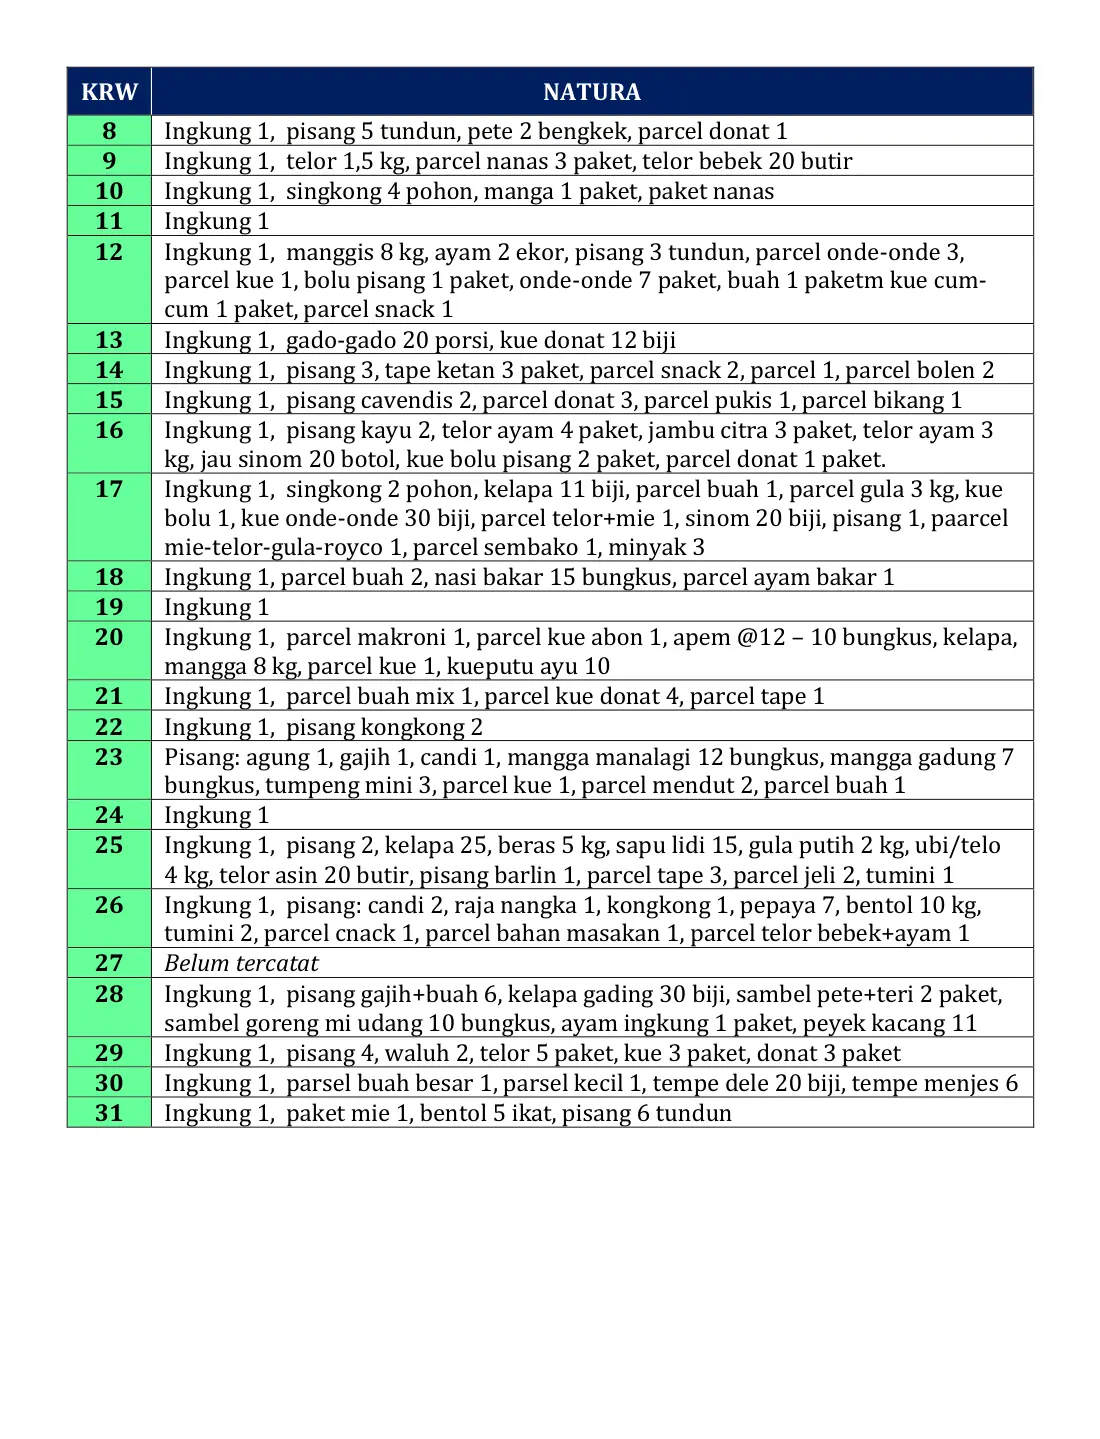 KRW NATURA
8 Ingkung 1, pisang 5 tundun, pete 2 bengkek, parcel donat 1
9 Ingkung 1, telor 1,5 kg, parcel nanas 3 paket, telor bebek 20 butir
10 Ingkung 1, singkong 4 pohon, manga 1 paket, paket nanas
11 Ingkung 1
12 Ingkung 1, manggis 8 kg, ayam 2 ekor, pisang 3 tundun, parcel onde-onde 3,
parcel kue 1, bolu pisang 1 paket, onde-onde 7 paket, buah 1 paketm kue cum-
cum 1 paket, parcel snack 1
13 Ingkung 1, gado-gado 20 porsi, kue donat 12 biji
14 Ingkung 1, pisang 3, tape ketan 3 paket, parcel snack 2, parcel 1, parcel bolen 2
15 Ingkung 1, pisang cavendis 2, parcel donat 3, parcel pukis 1, parcel bikang 1
16 Ingkung 1, pisang kayu 2, telor ayam 4 paket, jambu citra 3 paket, telor ayam 3
kg, jau sinom 20 botol, kue bolu pisang 2 paket, parcel donat 1 paket.
17 Ingkung 1, singkong 2 pohon, kelapa 11 biji, parcel buah 1, parcel gula 3 kg, kue
bolu 1, kue onde-onde 30 biji, parcel telor+mie 1, sinom 20 biji, pisang 1, paarcel
mie-telor-gula-royco 1, parcel sembako 1, minyak 3
18 Ingkung 1, parcel buah 2, nasi bakar 15 bungkus, parcel ayam bakar 1
19 Ingkung 1
20 Ingkung 1, parcel makroni 1, parcel kue abon 1, apem @12 – 10 bungkus, kelapa,
mangga 8 kg, parcel kue 1, kueputu ayu 10
21 Ingkung 1, parcel buah mix 1, parcel kue donat 4, parcel tape 1
22 Ingkung 1, pisang kongkong 2
23 Pisang: agung 1, gajih 1, candi 1, mangga manalagi 12 bungkus, mangga gadung 7
bungkus, tumpeng mini 3, parcel kue 1, parcel mendut 2, parcel buah 1
24 Ingkung 1
25 Ingkung 1, pisang 2, kelapa 25, beras 5 kg, sapu lidi 15, gula putih 2 kg, ubi/telo
4 kg, telor asin 20 butir, pisang barlin 1, parcel tape 3, parcel jeli 2, tumini 1
26 Ingkung 1, pisang: candi 2, raja nangka 1, kongkong 1, pepaya 7, bentol 10 kg,
tumini 2, parcel cnack 1, parcel bahan masakan 1, parcel telor bebek+ayam 1
27 Belum tercatat
28 Ingkung 1, pisang gajih+buah 6, kelapa gading 30 biji, sambel pete+teri 2 paket,
sambel goreng mi udang 10 bungkus, ayam ingkung 1 paket, peyek kacang 11
29 Ingkung 1, pisang 4, waluh 2, telor 5 paket, kue 3 paket, donat 3 paket
30 Ingkung 1, parsel buah besar 1, parsel kecil 1, tempe dele 20 biji, tempe menjes 6
31 Ingkung 1, paket mie 1, bentol 5 ikat, pisang 6 tundun